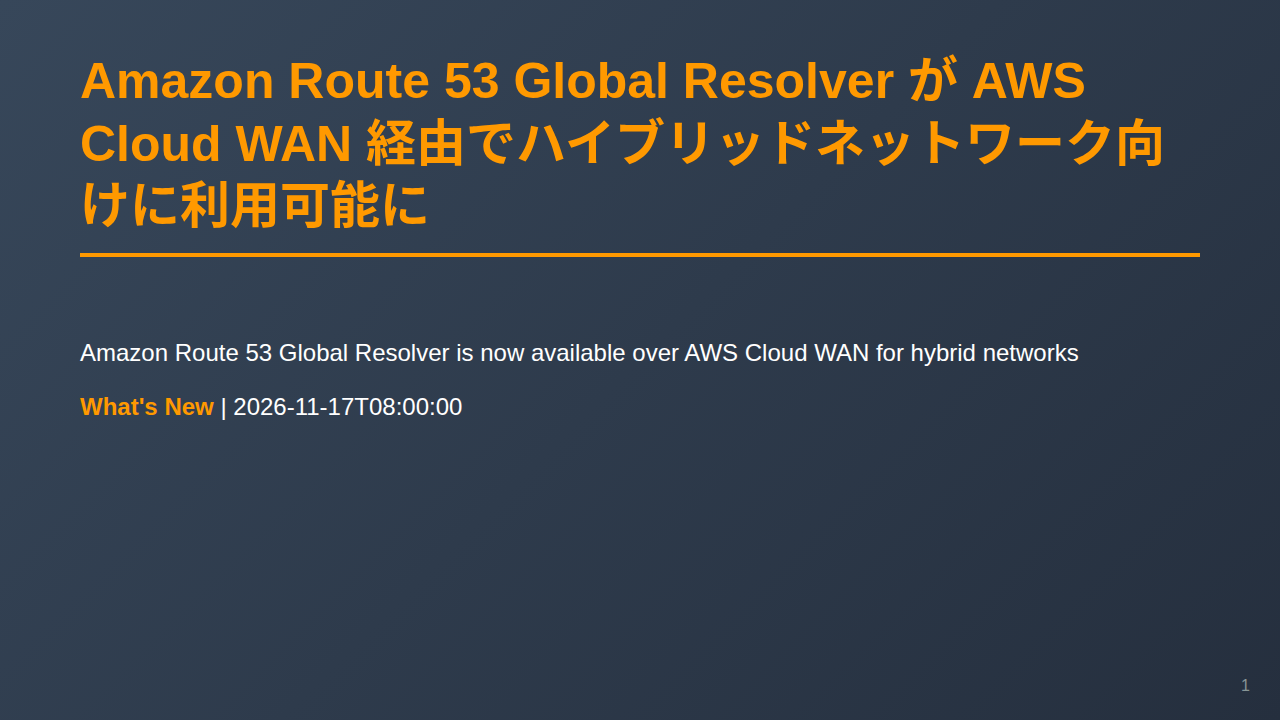 Amazon Route 53 Global Resolver が AWS
Cloud WAN 経由でハイブリッドネットワーク向
けに利用可能に
Amazon Route 53 Global Resolver is now available over AWS Cloud WAN for hybrid networks
What's New | 2026-11-17T08:00:00
1